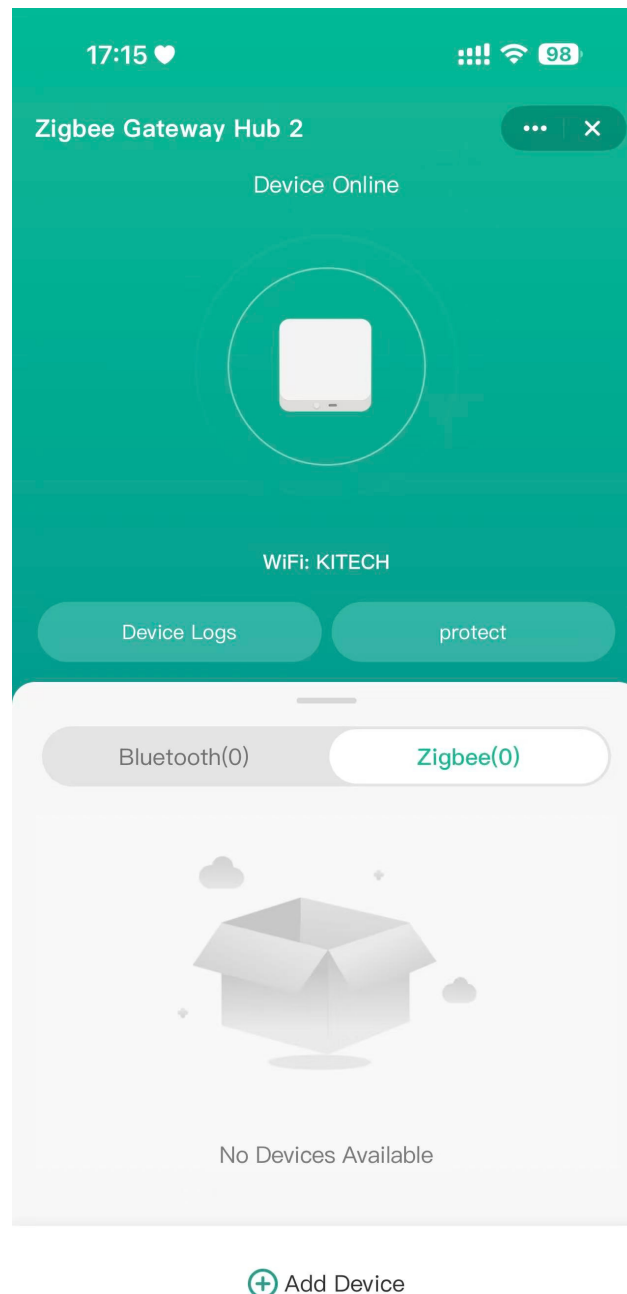 17:15
98
Zigbee Gateway Hub 2
Device Online
WiFi: KITECH
Device Logs
protect
Bluetooth(0)
Zigbee(0)
No Devices Available
Add Device